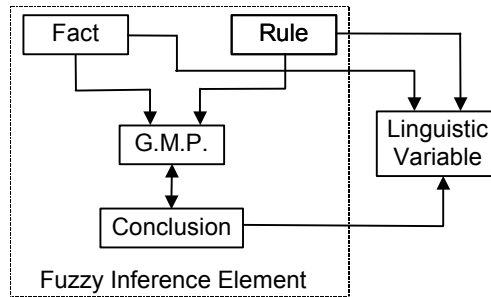 Fact
Rule
G.M.P.
Linguistic
Variable
Conclusion
Fuzzy Inference Element